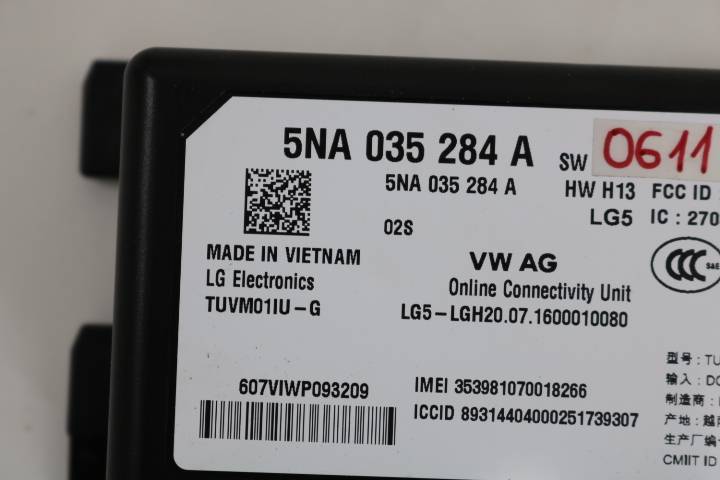 5NA 035 284 A SW 0611
5NA 035 284 A HW H13 FCC ID
02S LG5 IC : 270
MADE IN VIETNAM VW AG
LG Electronics Online Connectivity Unit
TUVM01IU-G LG5-LGH20.07.1600010080
CCC S&E
型号: TU
输入: DC
制造商:
产地: 越
生产厂编
CMIIT ID
607VIWP093209 IMEI 353981070018266
ICCID 89314404000251739307